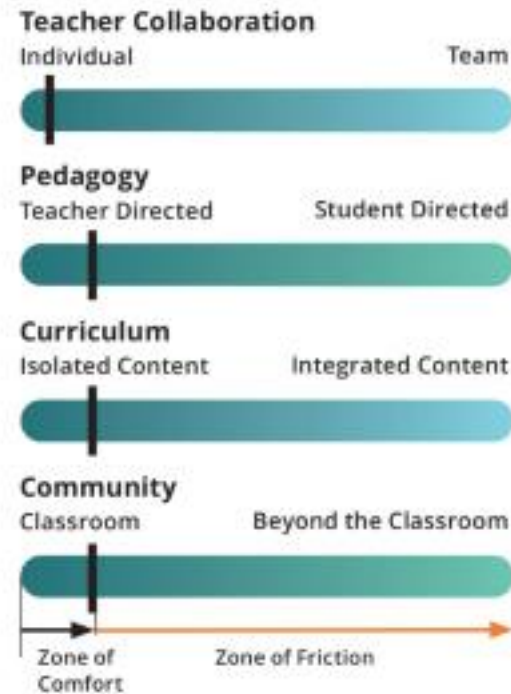 Teacher Collaboration
Individual Team
Pedagogy
Teacher Directed Student Directed
Curriculum
Isolated Content Integrated Content
Community
Classroom Beyond the Classroom
Zone of Comfort
Zone of Friction